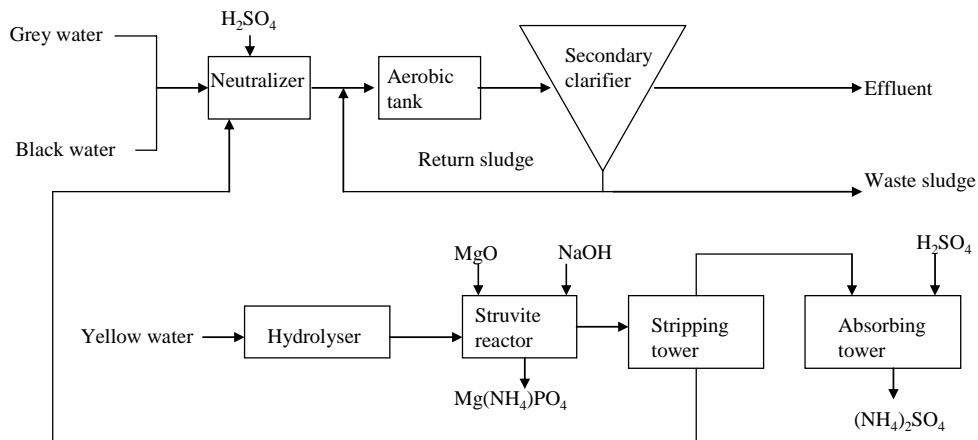 H₂SO₄
Grey water
Neutralizer
Aerobic
tank
Secondary
clarifier
Effluent
Black water
Return sludge
Waste sludge
H₂SO₄
MgO
NaOH
Yellow water
Hydrolyser
Struvite
reactor
Stripping
tower
Absorbing
tower
Mg(NH₄)PO₄
(NH₄)₂SO₄